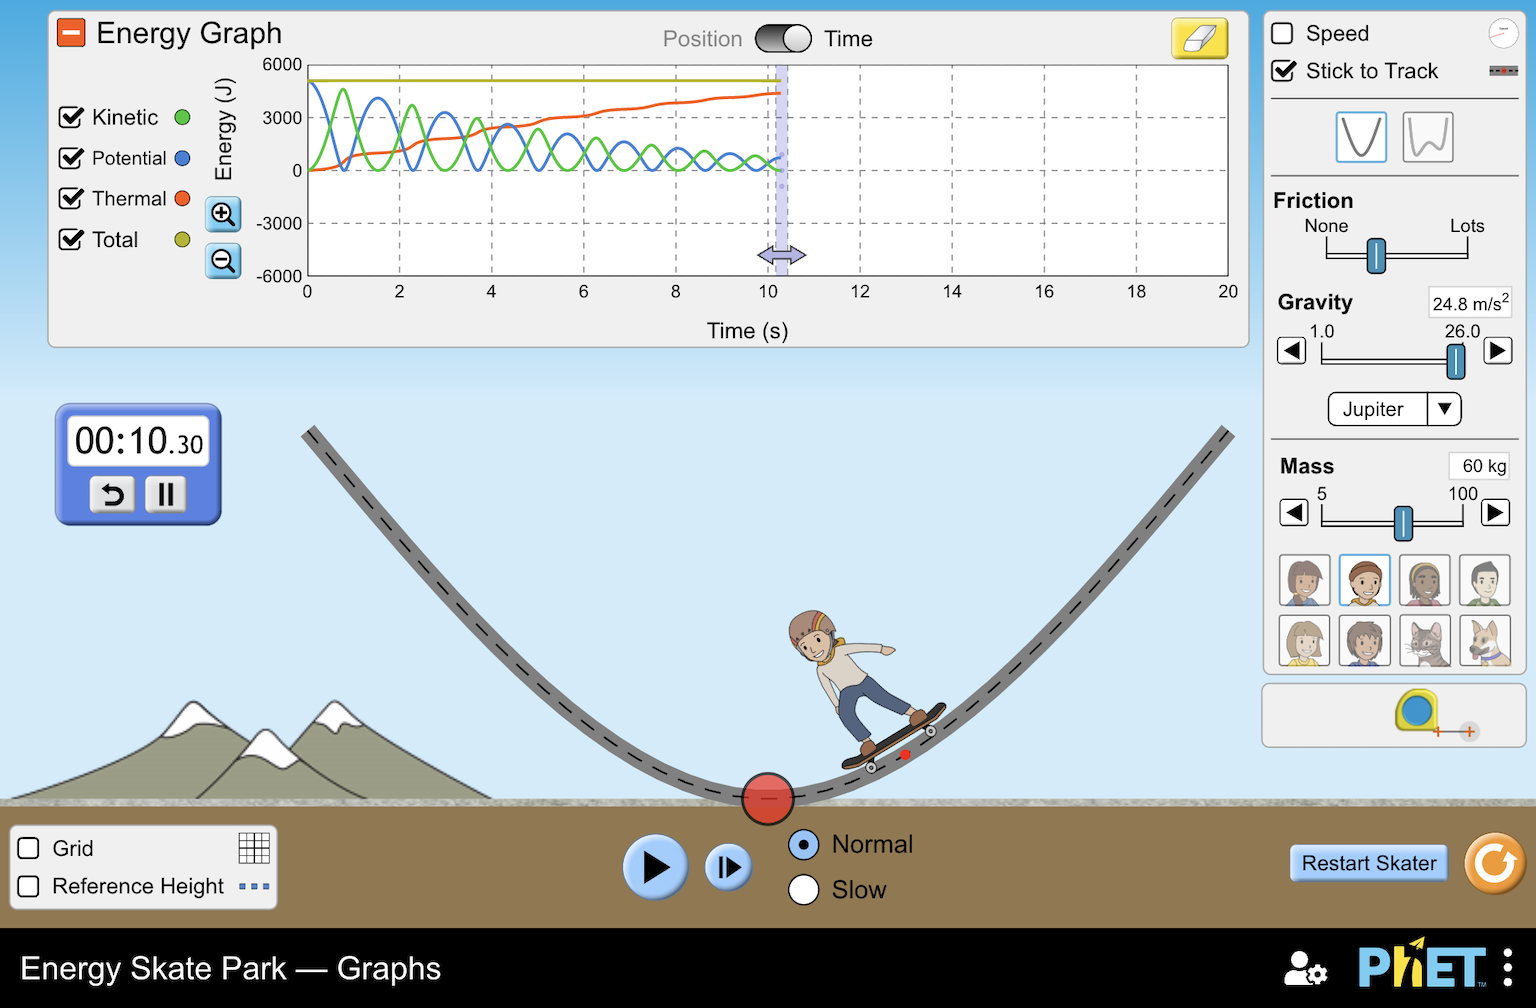 Energy Graph
Position Time
Kinetic
Potential
Thermal
Total
Energy (J)
6000
3000
0
-3000
-6000
0 2 4 6 8 10 12 14 16 18 20
Time (s)
Speed
Stick to Track
Friction
None Lots
Gravity 24.8 m/s²
1.0 26.0
Jupiter
Mass 60 kg
5 100
00:10.30
Grid
Reference Height
Normal
Slow
Restart Skater
Energy Skate Park — Graphs
PhET